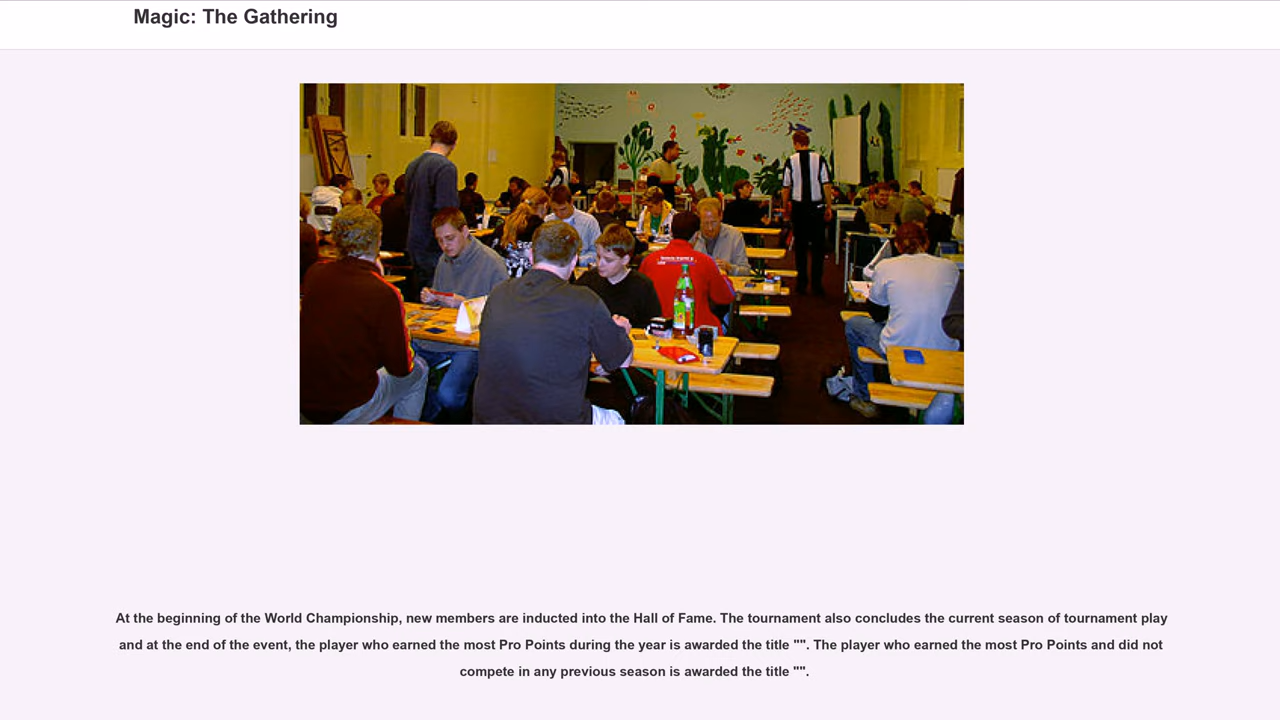 Magic: The Gathering
At the beginning of the World Championship, new members are inducted into the Hall of Fame. The tournament also concludes the current season of tournament play
and at the end of the event, the player who earned the most Pro Points during the year is awarded the title "". The player who earned the most Pro Points and did not
compete in any previous season is awarded the title "".